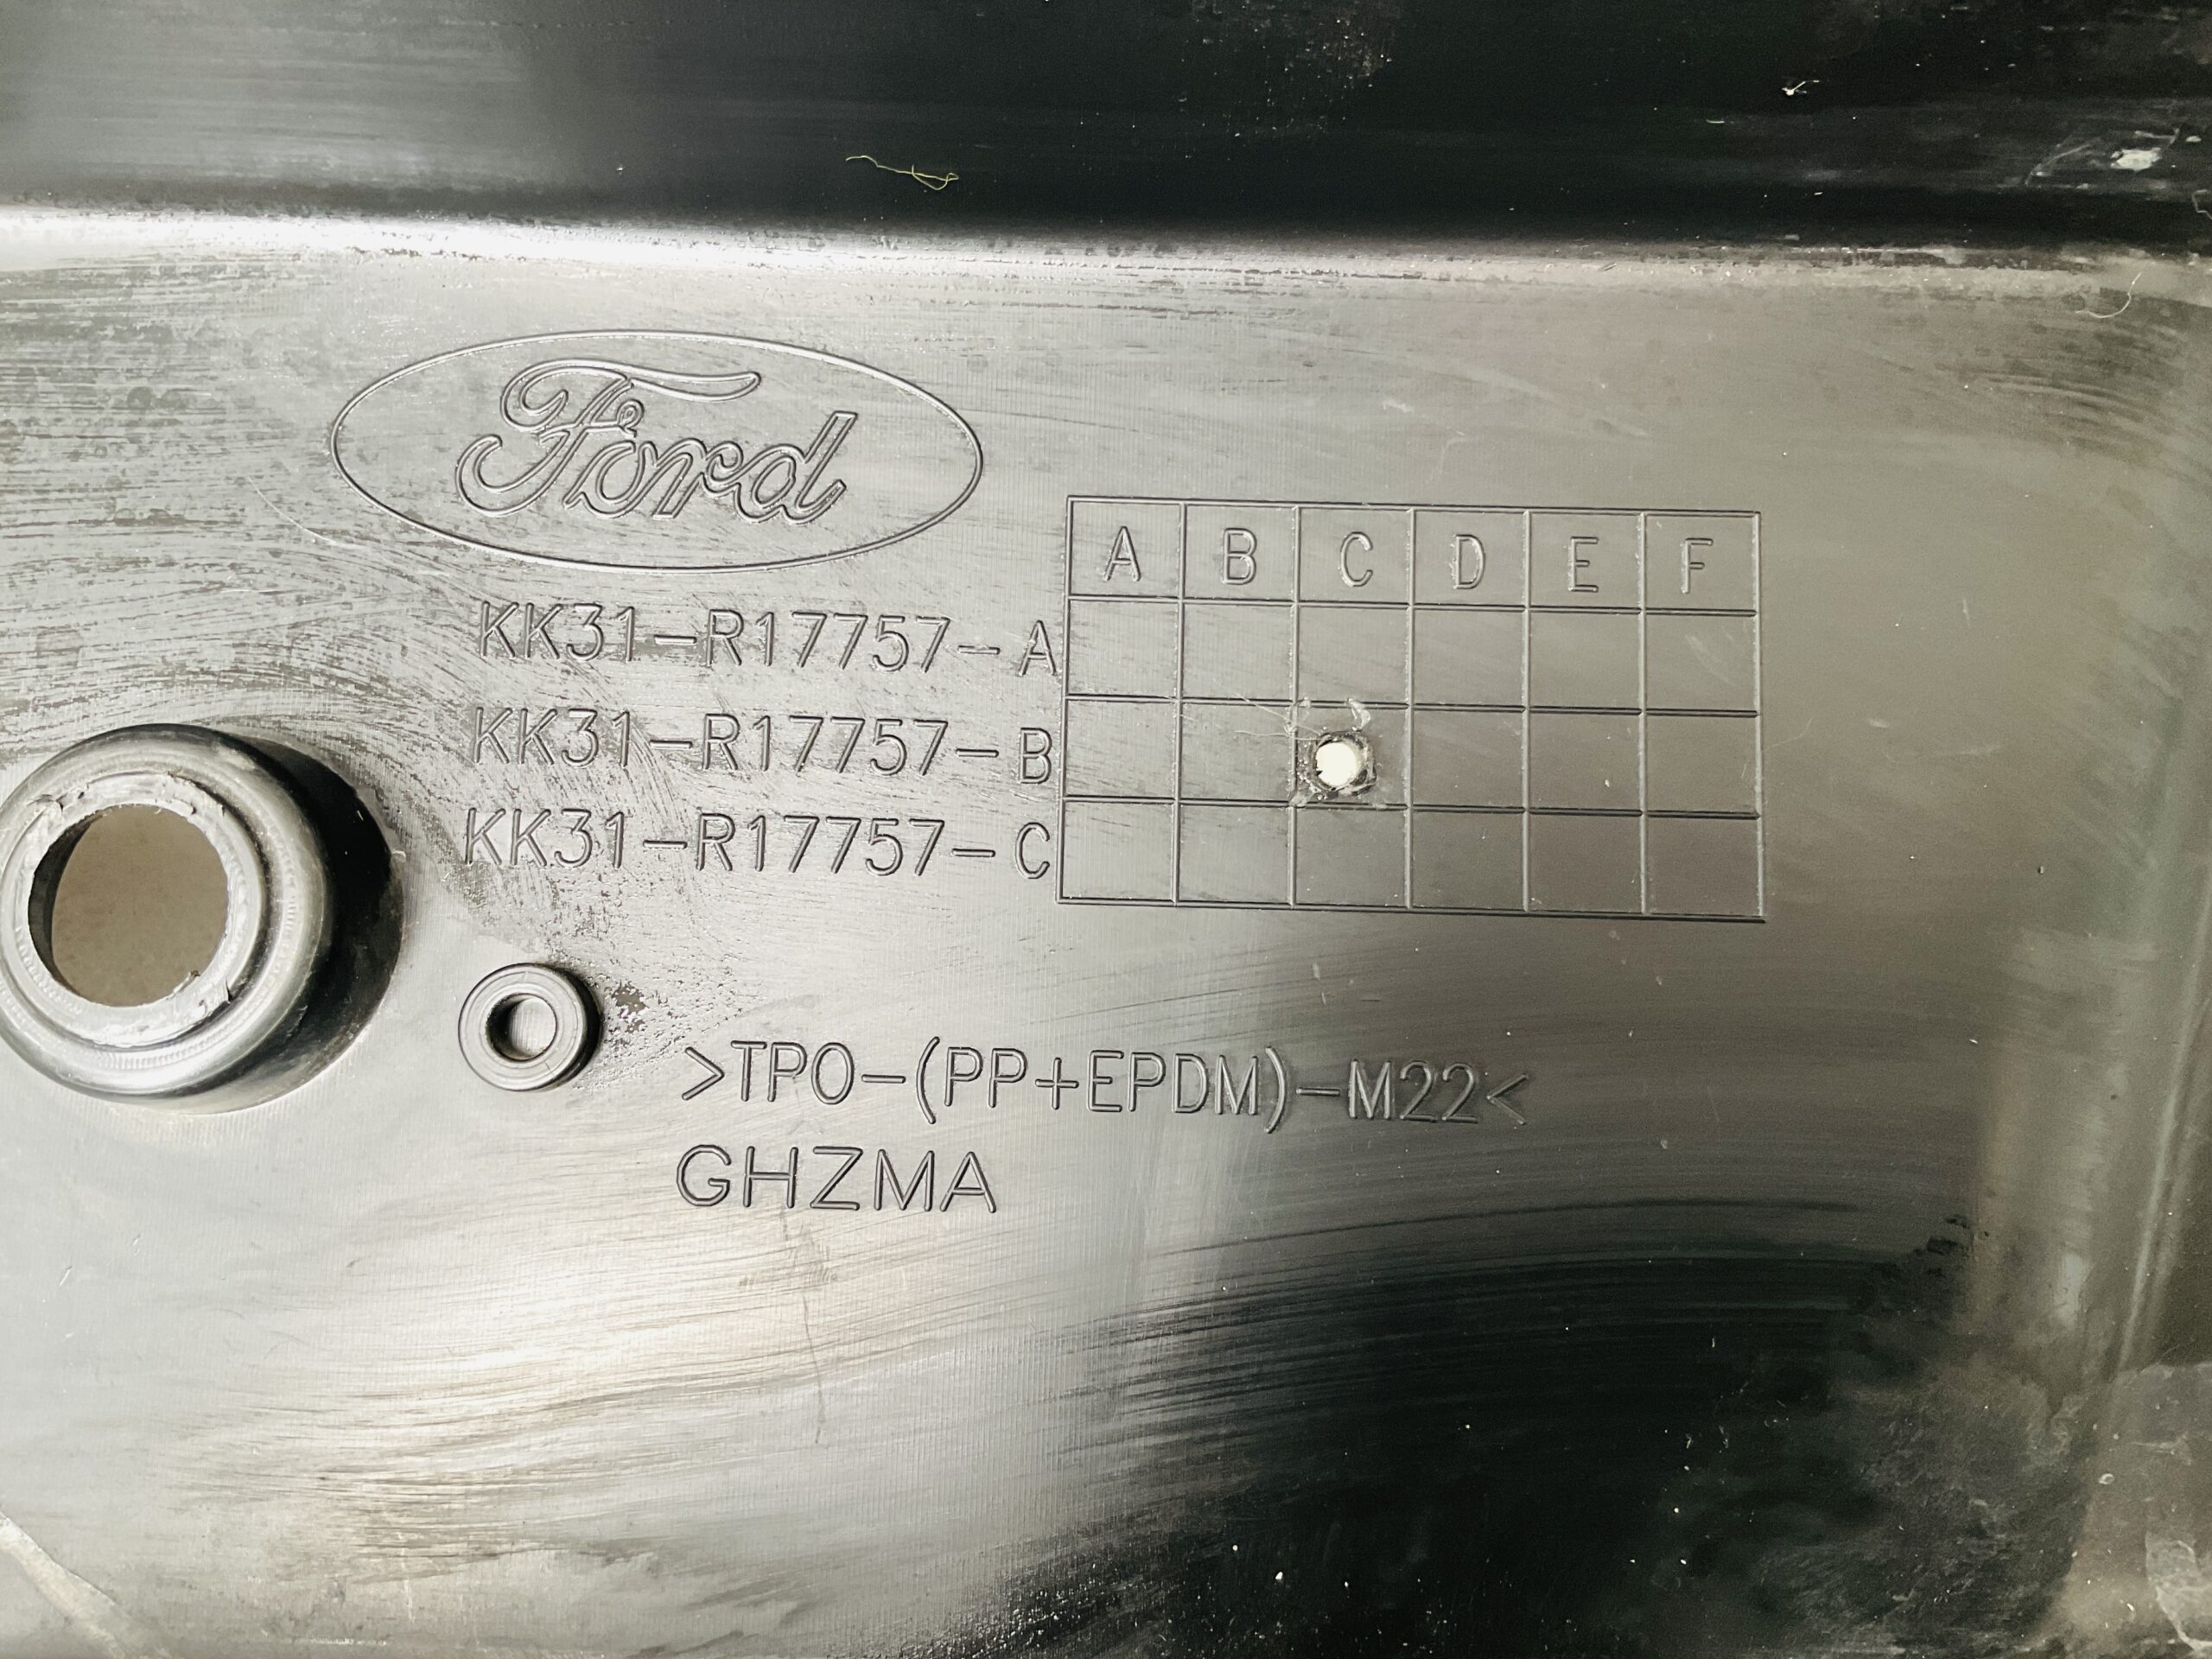 Ford
A B C D E F
KK31-R17757-A
KK31-R17757-B
KK31-R17757-C
>TPO-(PP+EPDM)-M22<
GHZMA